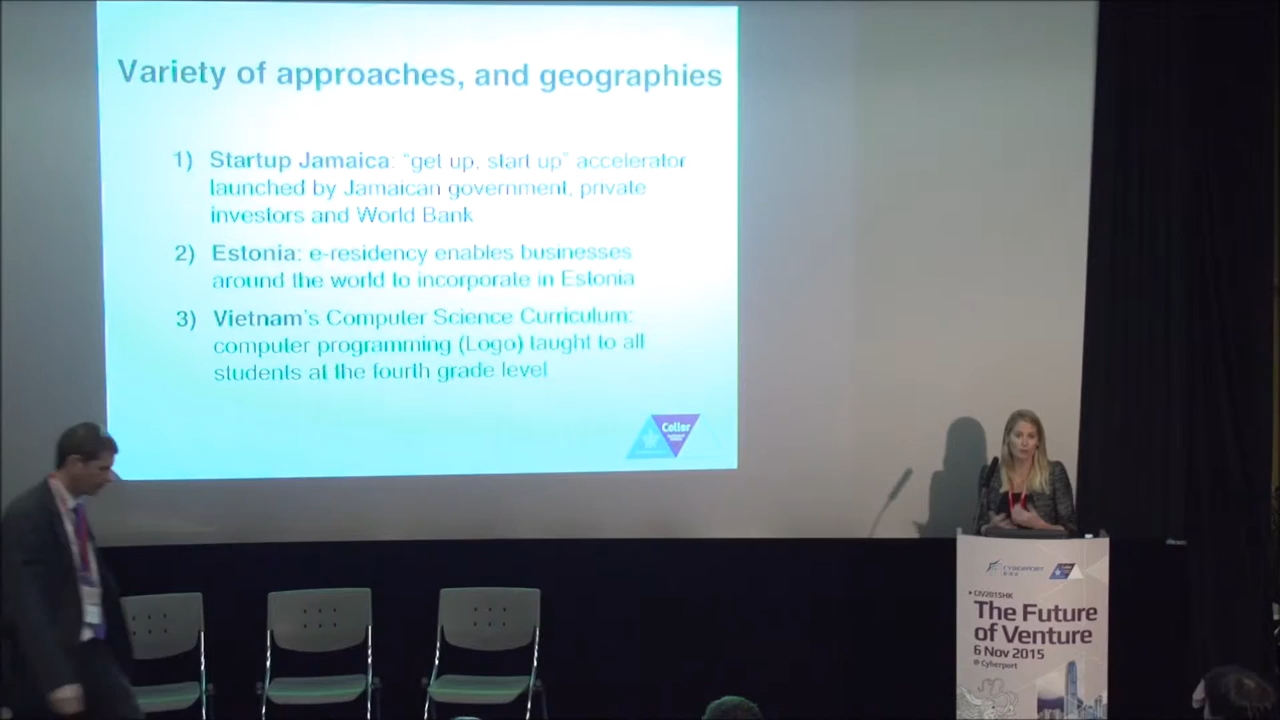 Variety of approaches, and geographies
1) Startup Jamaica: “get up, start up” accelerator
launched by Jamaican government, private
investors and World Bank
2) Estonia: e-residency enables businesses
around the world to incorporate in Estonia
3) Vietnam's Computer Science Curriculum:
computer programming (Logo) taught to all
students at the fourth grade level
Coller
CYBERPORT
Coller
CIV2015HK
The Future
of Venture
6 Nov 2015
@ Cyberport